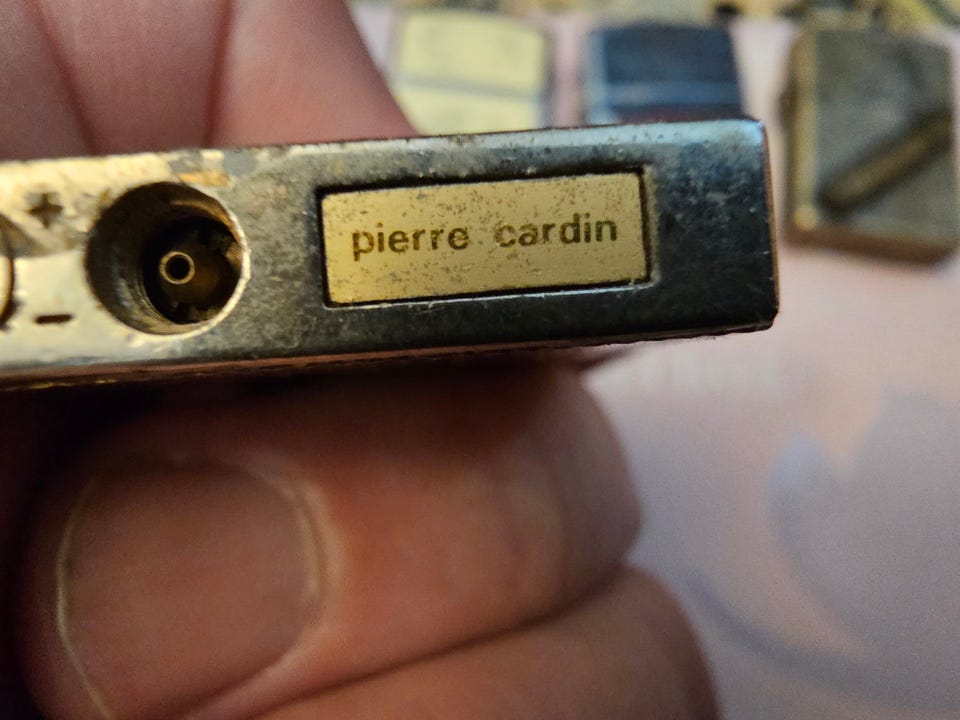 +
pierre cardin
-